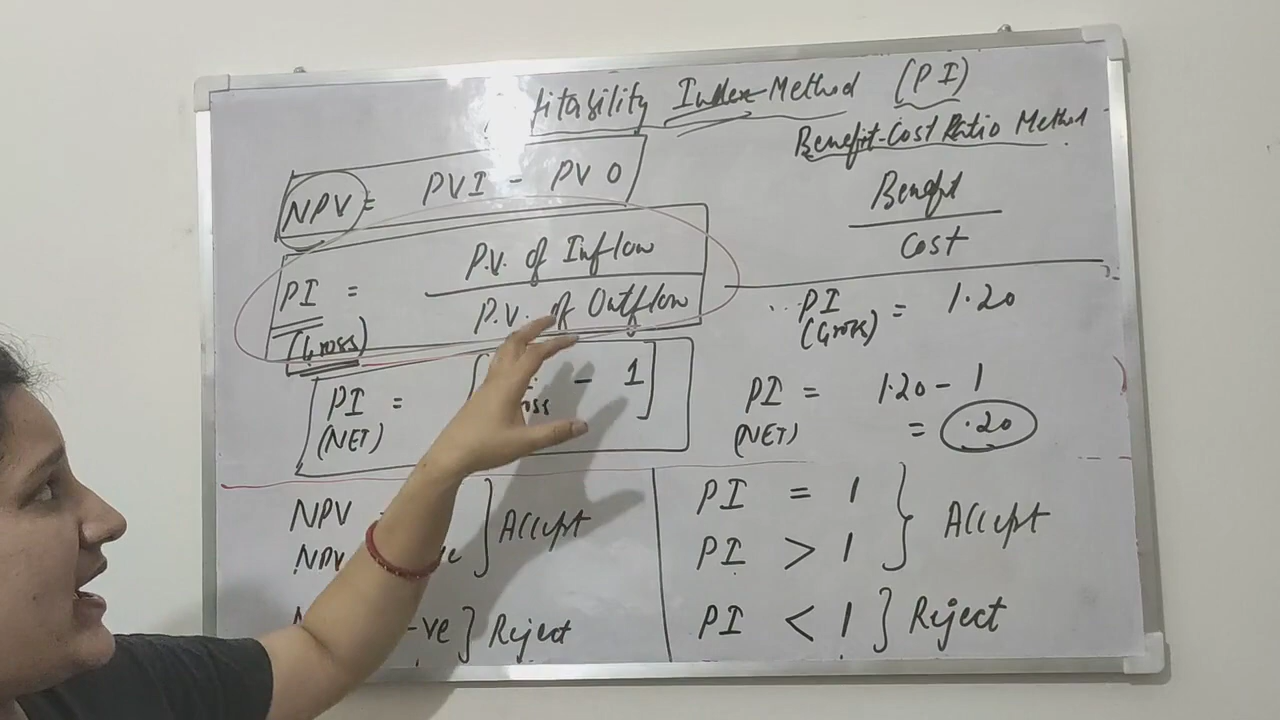 Index Method (PI)
Benefit-Cost Ratio Method
NPV = PVI - PV O
Benefit
Cost
PI = P.V. of Inflow
P.V. of Outflow
(Gross)
PI = [ - 1]
(NET)
PI = 1.20
(Gross)
PI = 1.20 - 1
(NET)
= .20
NPV
NPV
] Accept
-ve ] Reject
PI = 1
PI > 1
} Accept
PI < 1 } Reject